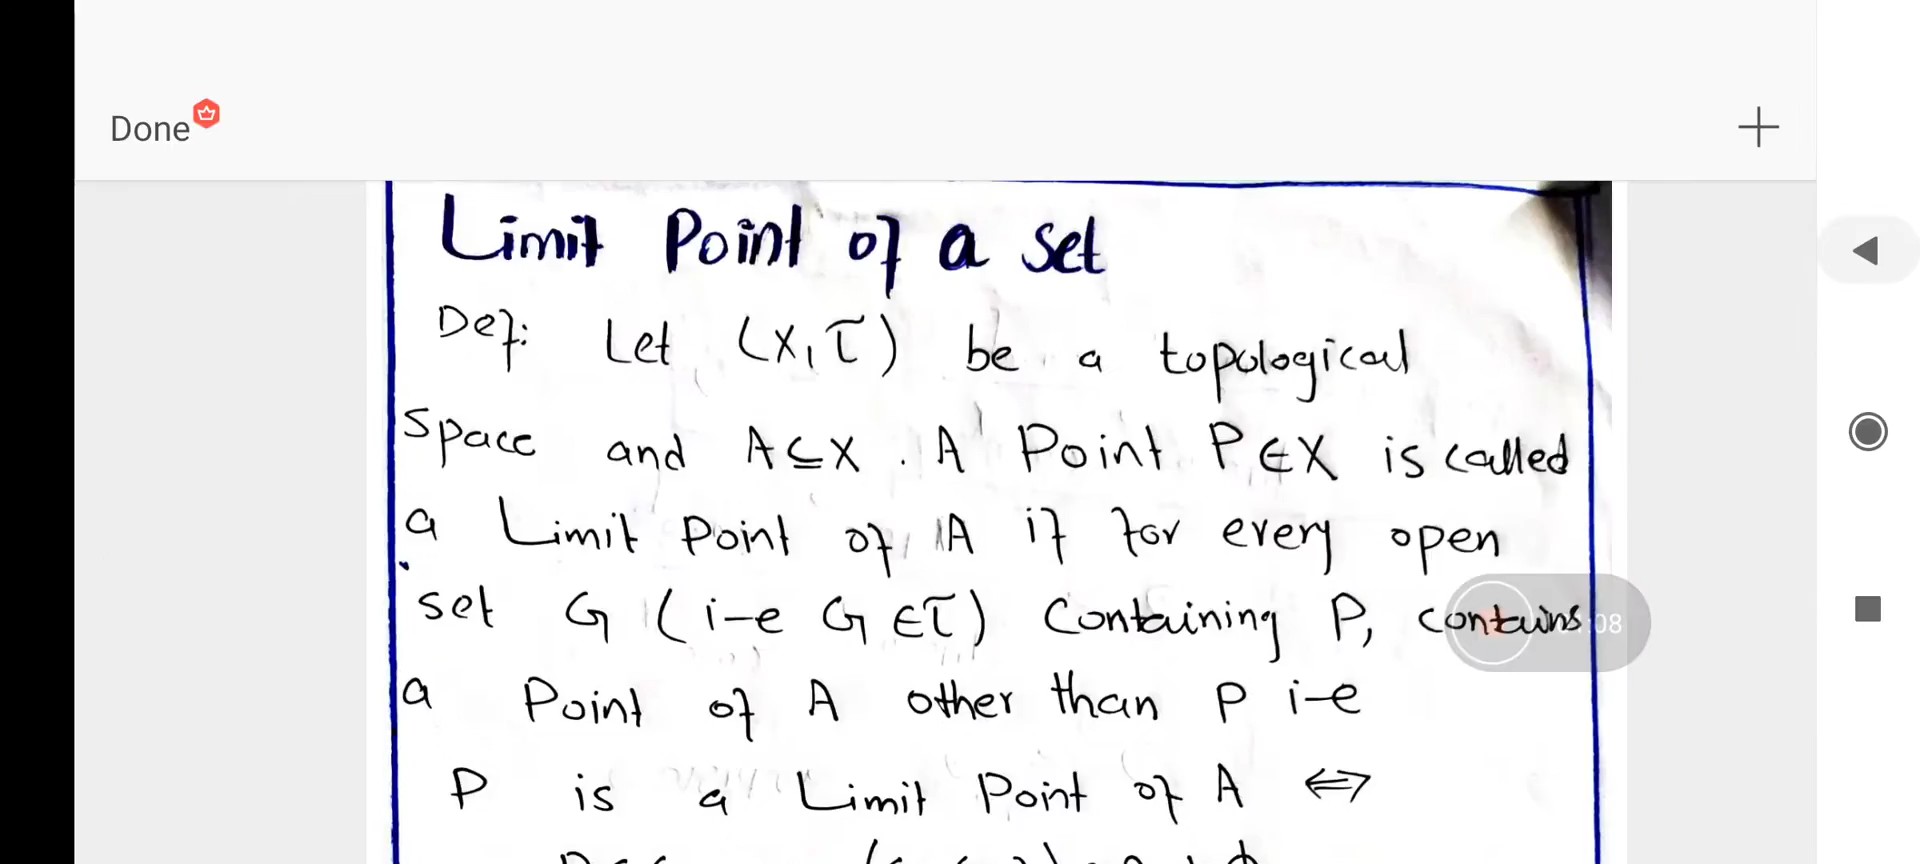 Done
Limit Point of a set
Def: Let (X, τ) be a topological
space and A⊆X. A Point P∈X is called
a Limit Point of A if for every open
set G (i-e G∈τ) Containing P, contains
a Point of A other than P i-e
P is a Limit Point of A ⟺